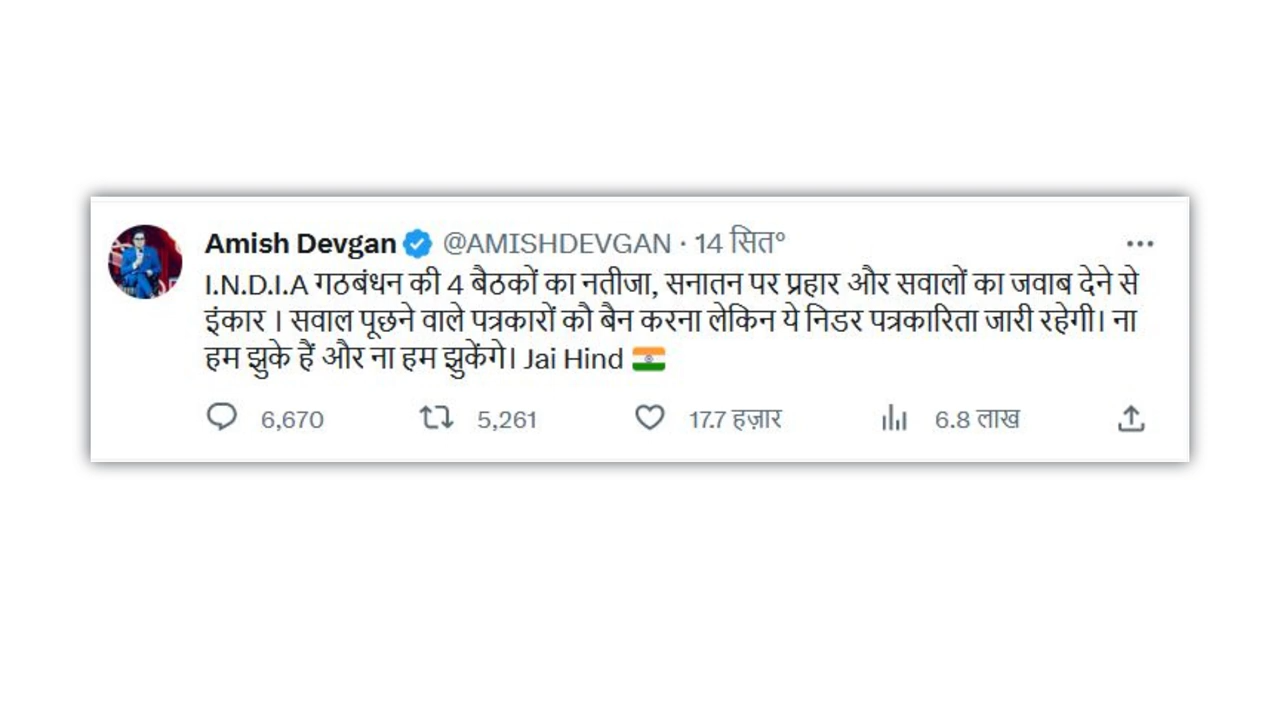 Amish Devgan @AMISHDEVGAN · 14 सित॰
I.N.D.I.A गठबंधन की 4 बैठकों का नतीजा, सनातन पर प्रहार और सवालों का जवाब देने से
इंकार । सवाल पूछने वाले पत्रकारों कौ बैन करना लेकिन ये निडर पत्रकारिता जारी रहेगी। ना
हम झुके हैं और ना हम झुकेंगे। Jai Hind 🇮🇳
6,670 5,261 17.7 हज़ार 6.8 लाख